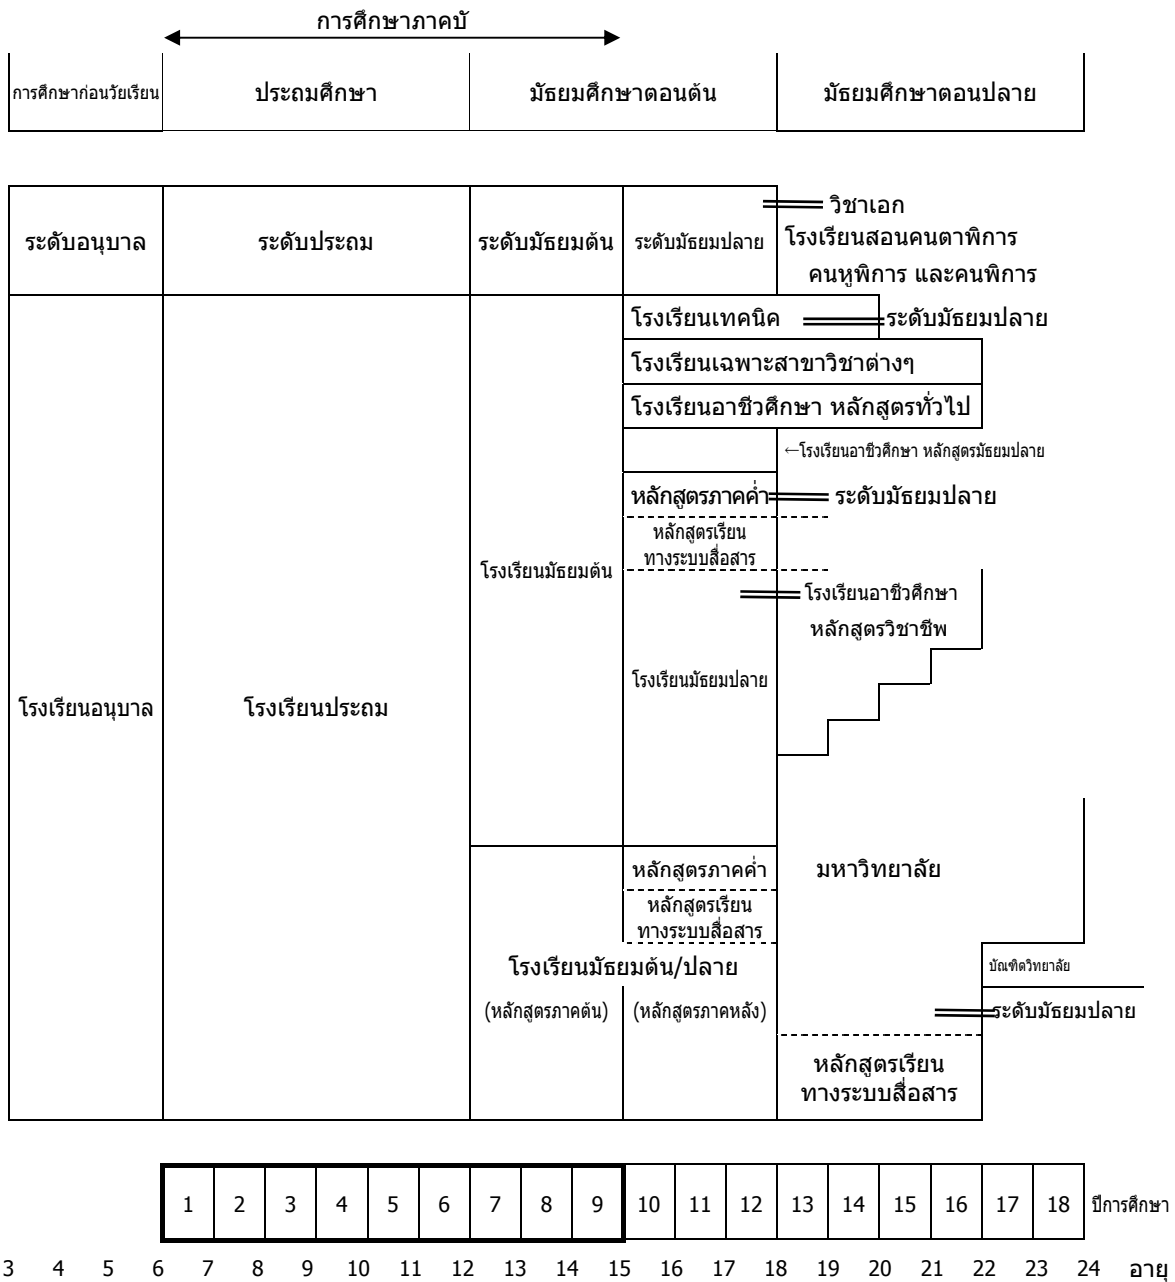 การศึกษาภาคบั
การศึกษาก่อนวัยเรียน ประถมศึกษา มัธยมศึกษาตอนต้น มัธยมศึกษาตอนปลาย
ระดับอนุบาล ระดับประถม ระดับมัธยมต้น ระดับมัธยมปลาย
วิชาเอก
โรงเรียนสอนคนตาพิการ
คนหูพิการ และคนพิการ
โรงเรียนเทคนิค ระดับมัธยมปลาย
โรงเรียนเฉพาะสาขาวิชาต่างๆ
โรงเรียนอาชีวศึกษา หลักสูตรทั่วไป
←โรงเรียนอาชีวศึกษา หลักสูตรมัธยมปลาย
หลักสูตรภาคค่ำ ระดับมัธยมปลาย
หลักสูตรเรียน
ทางระบบสื่อสาร
โรงเรียนมัธยมต้น
โรงเรียนอาชีวศึกษา
หลักสูตรวิชาชีพ
โรงเรียนมัธยมปลาย
โรงเรียนอนุบาล โรงเรียนประถม
หลักสูตรภาคค่ำ มหาวิทยาลัย
หลักสูตรเรียน
ทางระบบสื่อสาร
โรงเรียนมัธยมต้น/ปลาย บัณฑิตวิทยาลัย
(หลักสูตรภาคต้น) (หลักสูตรภาคหลัง) ระดับมัธยมปลาย
หลักสูตรเรียน
ทางระบบสื่อสาร
1 2 3 4 5 6 7 8 9 10 11 12 13 14 15 16 17 18 ปีการศึกษา
3 4 5 6 7 8 9 10 11 12 13 14 15 16 17 18 19 20 21 22 23 24 อายุ